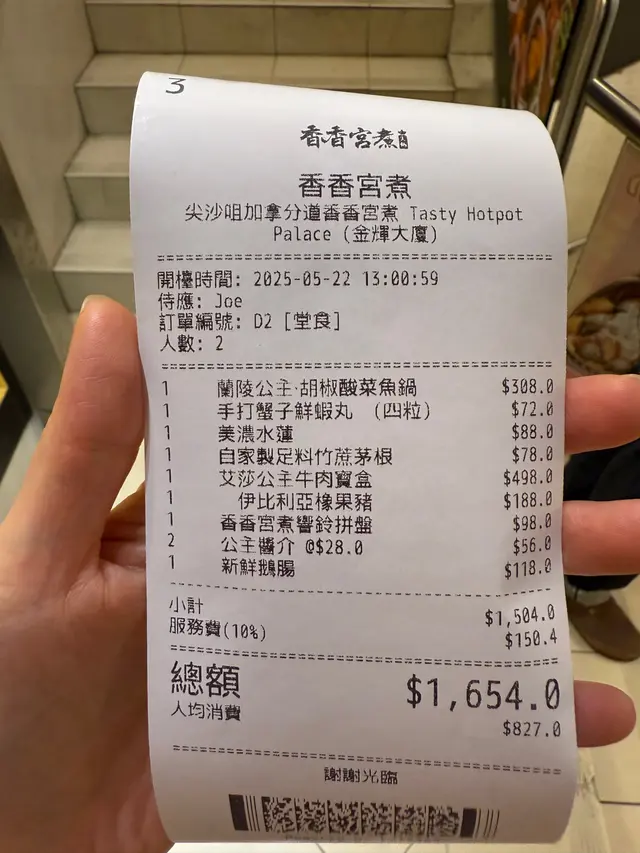 3
香香宮煮
香香宮煮
尖沙咀加拿分道香香宮煮 Tasty Hotpot
Palace (金輝大廈)
開檯時間: 2025-05-22 13:00:59
侍應: Joe
訂單編號: D2 [堂食]
人數: 2
1 蘭陵公主·胡椒酸菜魚鍋 $308.0
1 手打蟹子鮮蝦丸 (四粒) $72.0
1 美濃水蓮 $88.0
1 自家製足料竹蔗茅根 $78.0
1 艾莎公主牛肉寶盒 $498.0
1 伊比利亞橡果豬 $188.0
1 香香宮煮響鈴拼盤 $98.0
2 公主醬介 @$28.0 $56.0
1 新鮮鵝腸 $118.0
小計 $1,504.0
服務費(10%) $150.4
總額 $1,654.0
人均消費 $827.0
謝謝光臨